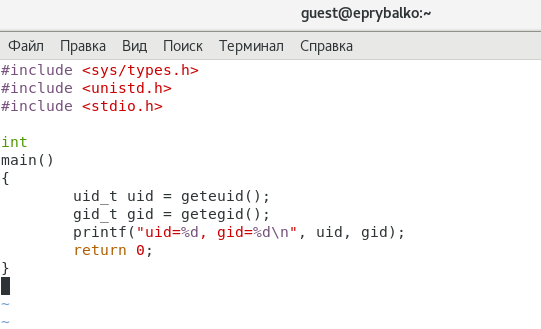 guest@eprybalko:~
Файл Правка Вид Поиск Терминал Справка
#include <sys/types.h>
#include <unistd.h>
#include <stdio.h>
int
main()
{
        uid_t uid = geteuid();
        gid_t gid = getegid();
        printf("uid=%d, gid=%d\n", uid, gid);
        return 0;
}
~
~